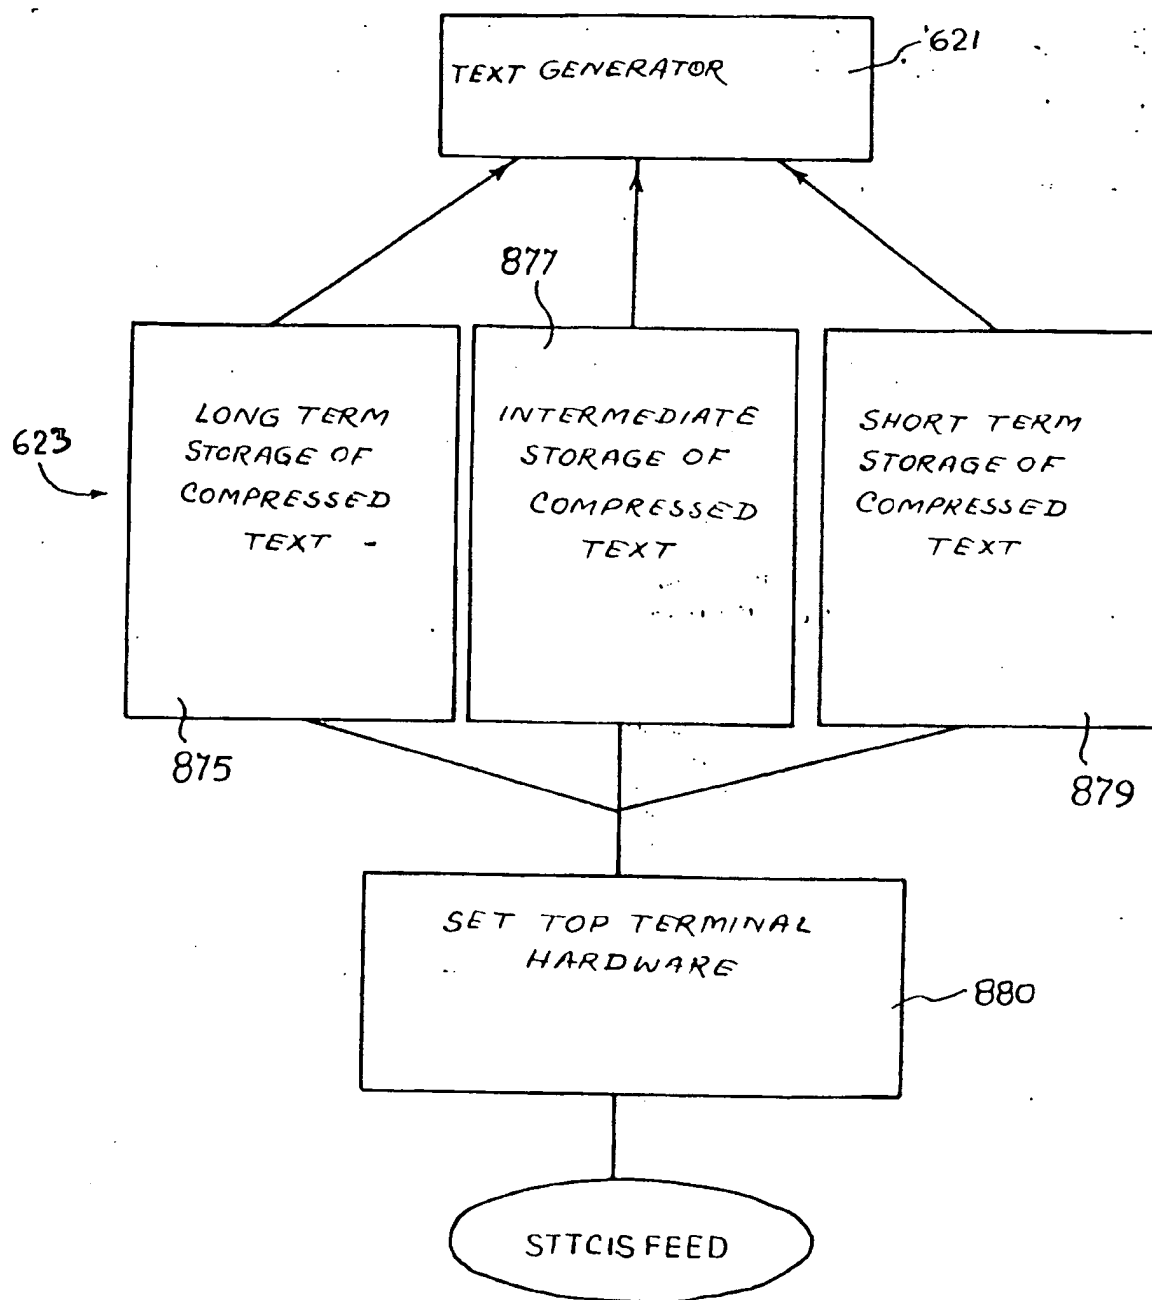 621
TEXT GENERATOR
877
LONG TERM
STORAGE OF
COMPRESSED
TEXT
INTERMEDIATE
STORAGE OF
COMPRESSED
TEXT
SHORT TERM
STORAGE OF
COMPRESSED
TEXT
623
875
879
SET TOP TERMINAL
HARDWARE
880
STTCIS FEED